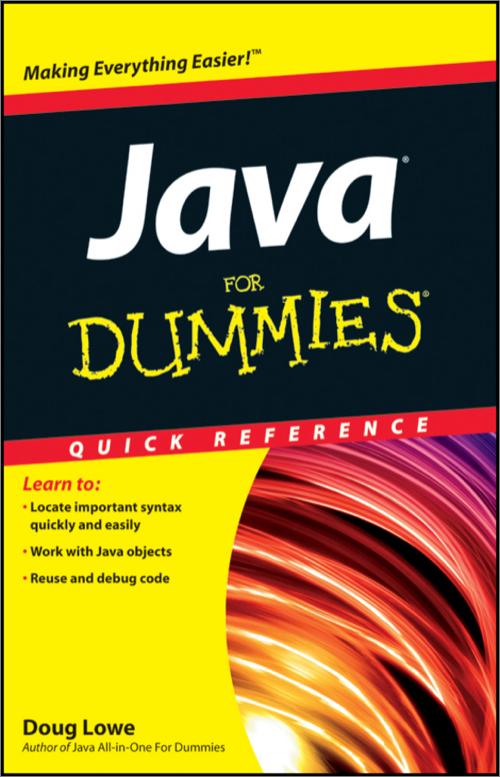 Making Everything Easier!™
Java®
FOR
DUMMIES®
QUICK REFERENCE
Learn to:
• Locate important syntax
quickly and easily
• Work with Java objects
• Reuse and debug code
Doug Lowe
Author of Java All-in-One For Dummies